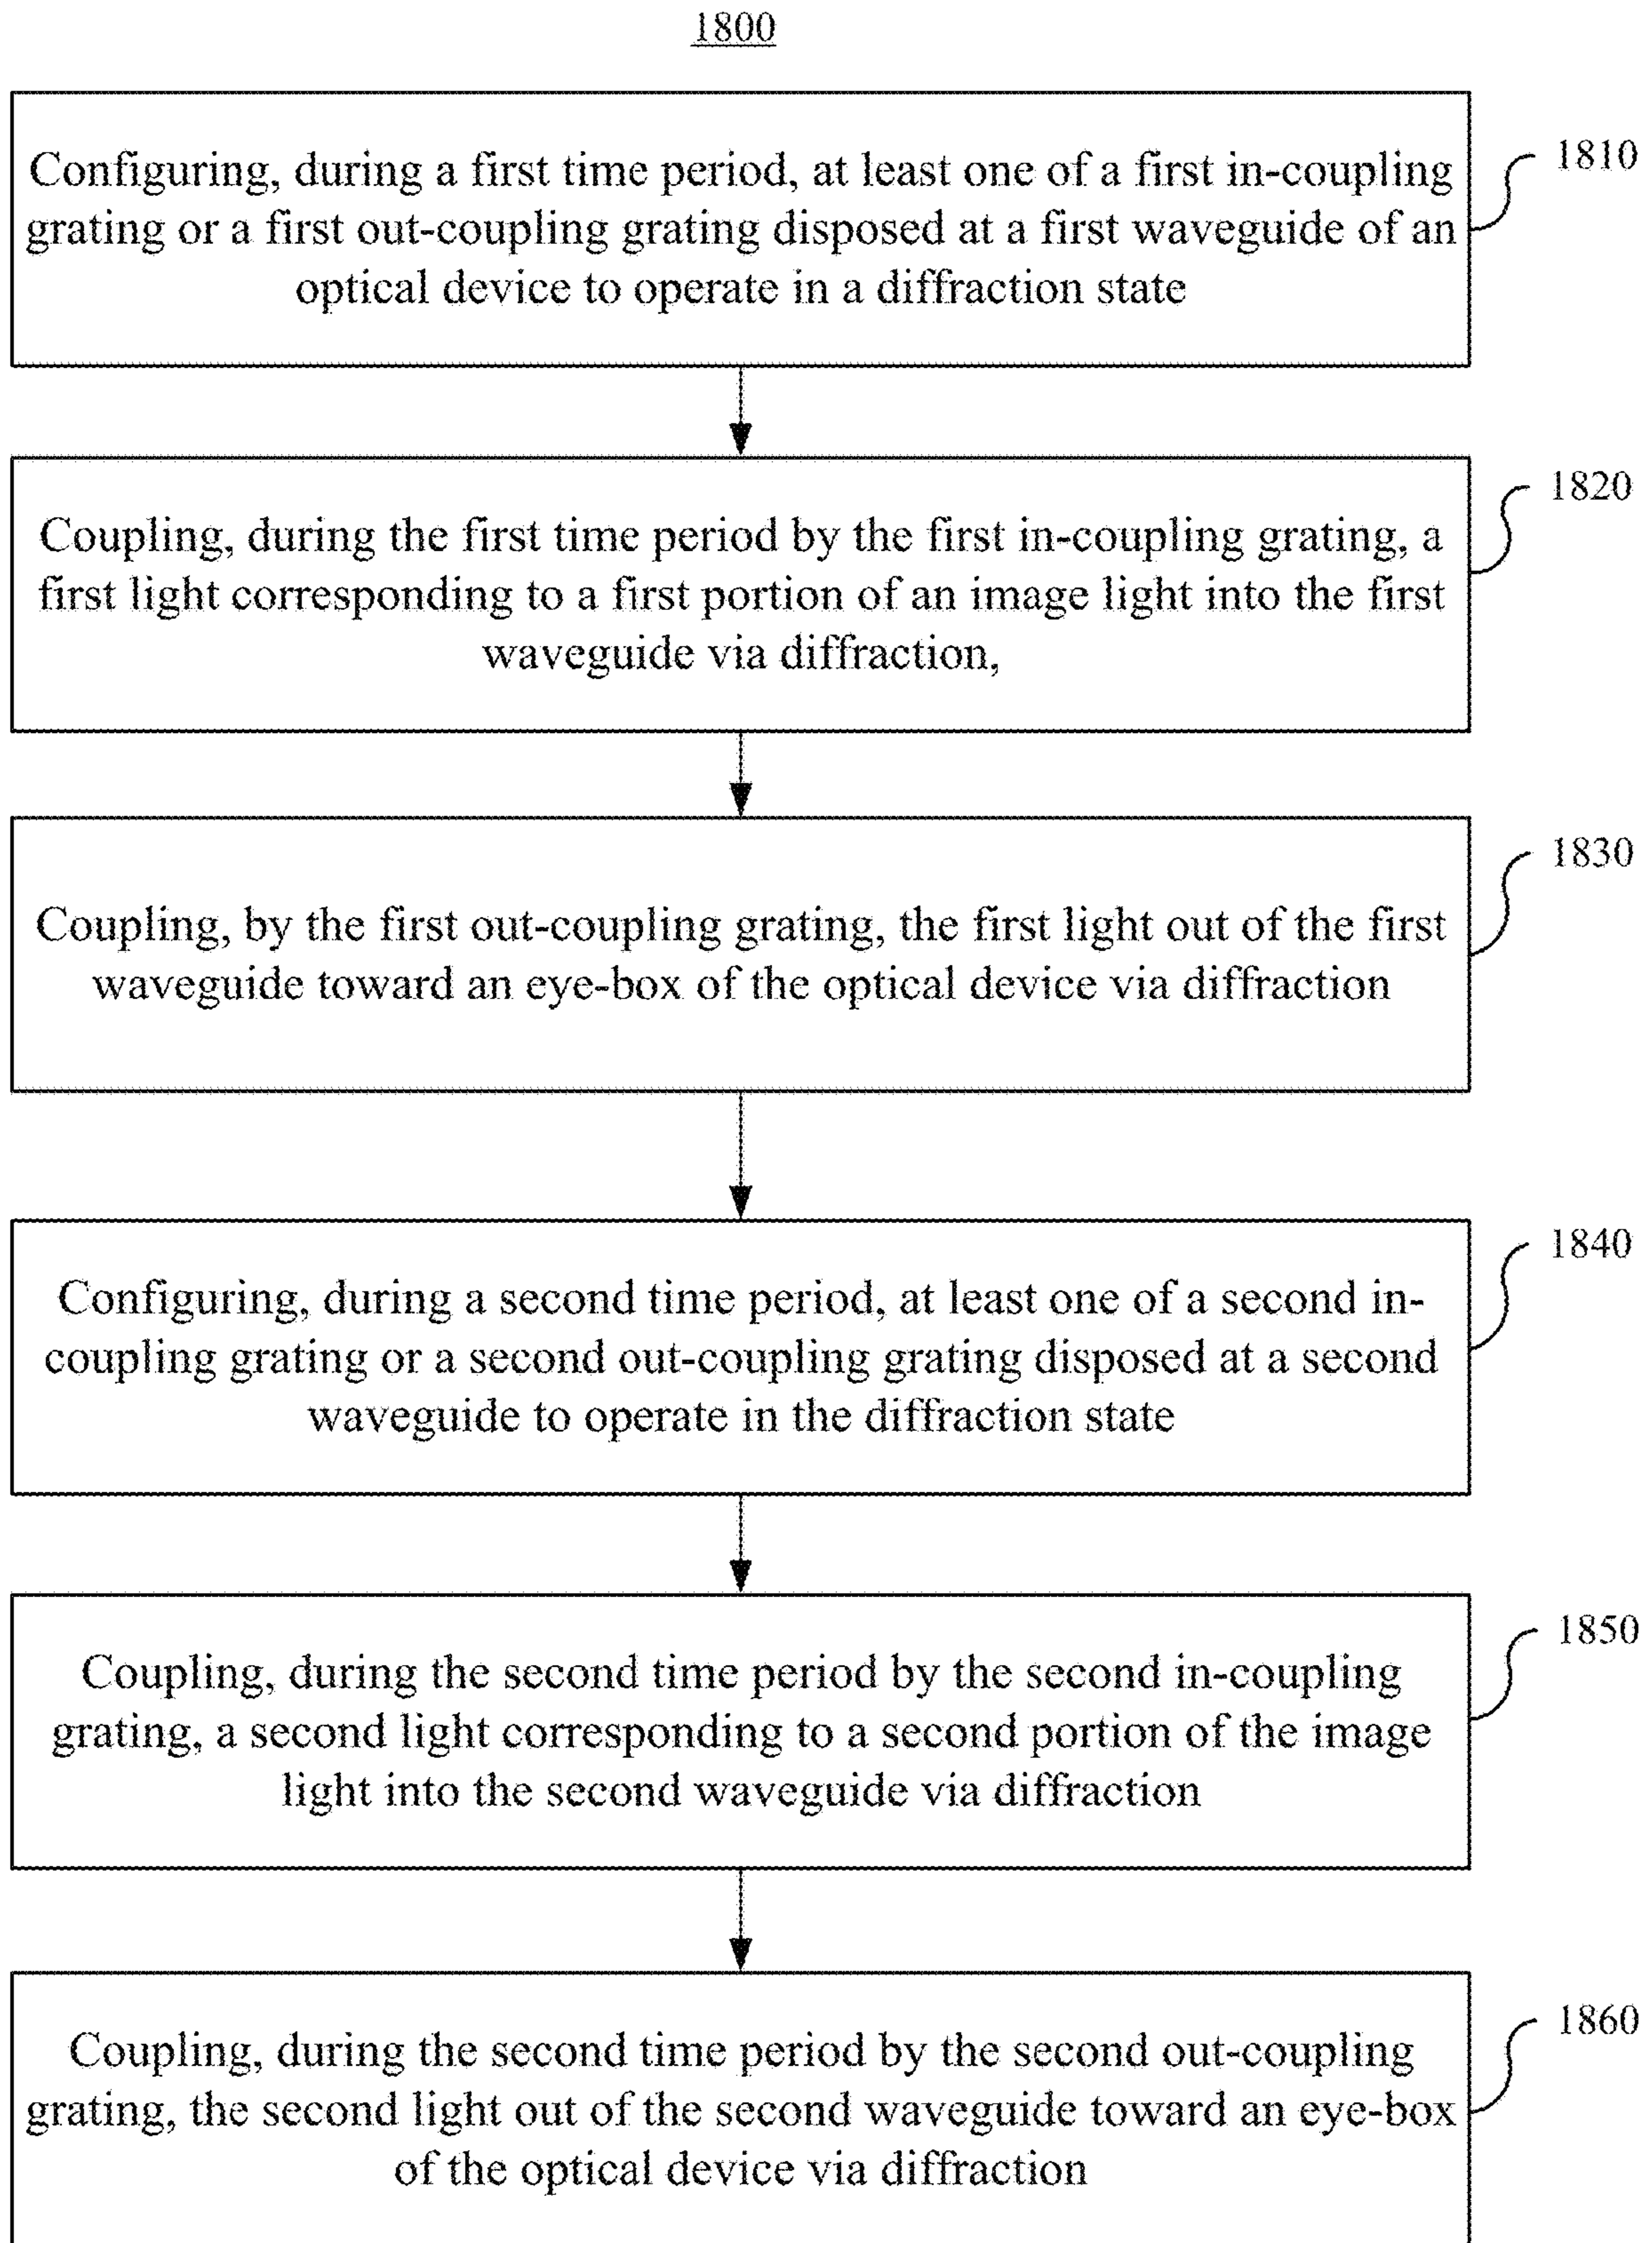 1800
Configuring, during a first time period, at least one of a first in-coupling
grating or a first out-coupling grating disposed at a first waveguide of an
optical device to operate in a diffraction state
1810
Coupling, during the first time period by the first in-coupling grating, a
first light corresponding to a first portion of an image light into the first
waveguide via diffraction,
1820
Coupling, by the first out-coupling grating, the first light out of the first
waveguide toward an eye-box of the optical device via diffraction
1830
Configuring, during a second time period, at least one of a second in-
coupling grating or a second out-coupling grating disposed at a second
waveguide to operate in the diffraction state
1840
Coupling, during the second time period by the second in-coupling
grating, a second light corresponding to a second portion of the image
light into the second waveguide via diffraction
1850
Coupling, during the second time period by the second out-coupling
grating, the second light out of the second waveguide toward an eye-box
of the optical device via diffraction
1860